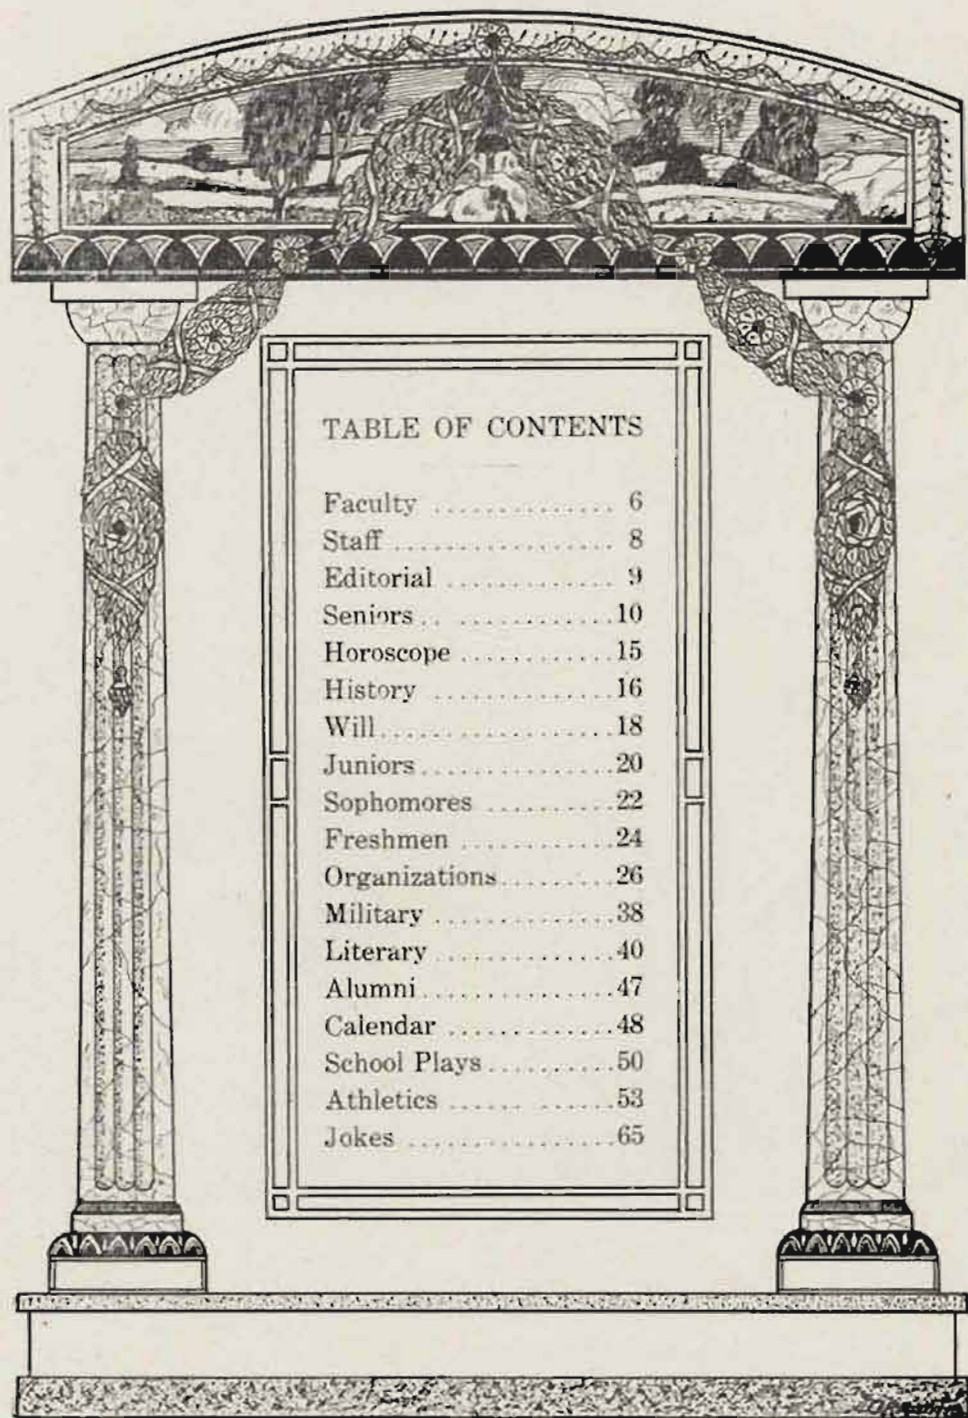 TABLE OF CONTENTS
Faculty .............. 6
Staff ................. 8
Editorial ............. 9
Seniors.. ............10
Horoscope ............15
History ..............16
Will..................18
Juniors...............20
Sophomores ..........22
Freshmen ............24
Organizations.........26
Military ..............38
Literary ..............40
Alumni...............47
Calendar .............48
School Plays..........50
Athletics ...... ......53
Jokes ................65